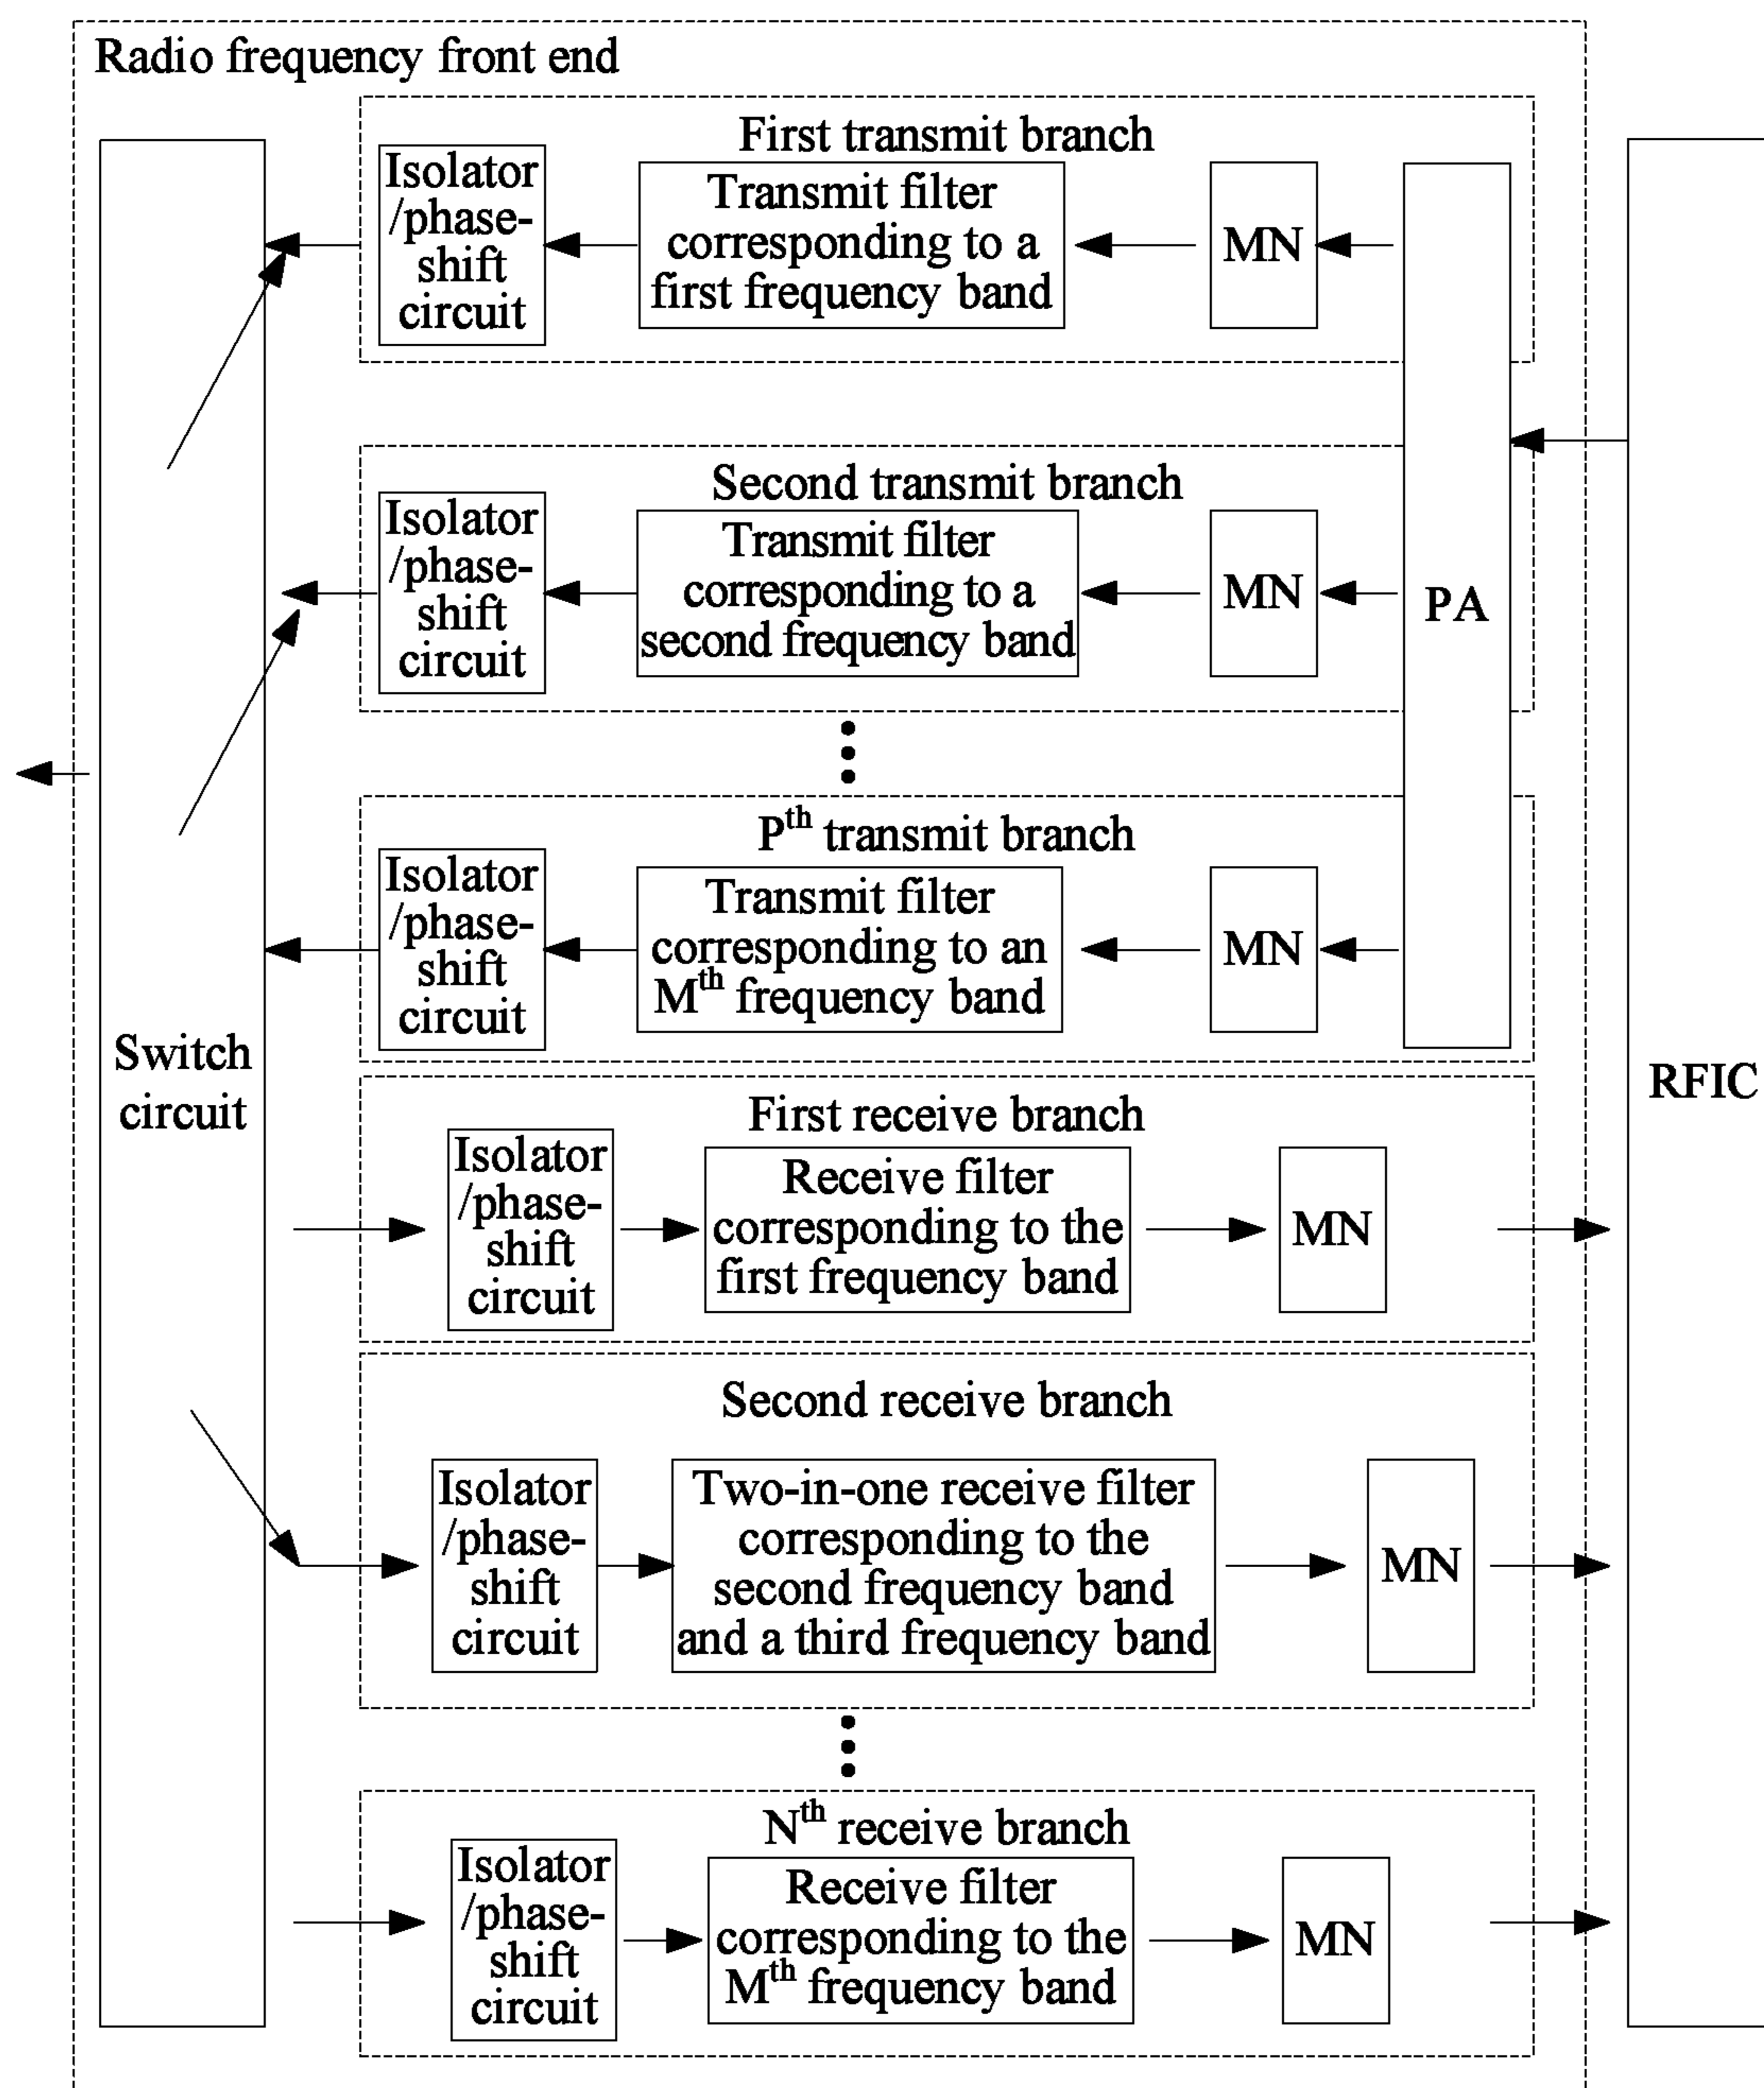 Radio frequency front end
First transmit branch
Isolator
/phase-
shift
circuit
Transmit filter
corresponding to a
first frequency band
MN
Second transmit branch
Isolator
/phase-
shift
circuit
Transmit filter
corresponding to a
second frequency band
MN
PA
Pth transmit branch
Isolator
/phase-
shift
circuit
Transmit filter
corresponding to an
Mth frequency band
MN
Switch
circuit
RFIC
First receive branch
Isolator
/phase-
shift
circuit
Receive filter
corresponding to the
first frequency band
MN
Second receive branch
Isolator
/phase-
shift
circuit
Two-in-one receive filter
corresponding to the
second frequency band
and a third frequency band
MN
Nth receive branch
Isolator
/phase-
shift
circuit
Receive filter
corresponding to the
Mth frequency band
MN